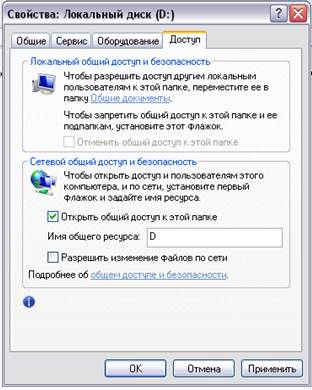 Свойства: Локальный диск (D:)
Общие Сервис Оборудование Доступ
Локальный общий доступ и безопасность
Чтобы разрешить доступ другим локальным
пользователям к этой папке, переместите ее в
папку Общие документы.
Чтобы запретить общий доступ к этой папке и ее
подпапкам, установите этот флажок.
Отменить общий доступ к этой папке
Сетевой общий доступ и безопасность
Чтобы открыть доступ и пользователям этого
компьютера, и по сети, установите первый
флажок и задайте имя ресурса.
Открыть общий доступ к этой папке
Имя общего ресурса: D
Разрешить изменение файлов по сети
Подробнее об общем доступе и безопасности.
OK Отмена Применить